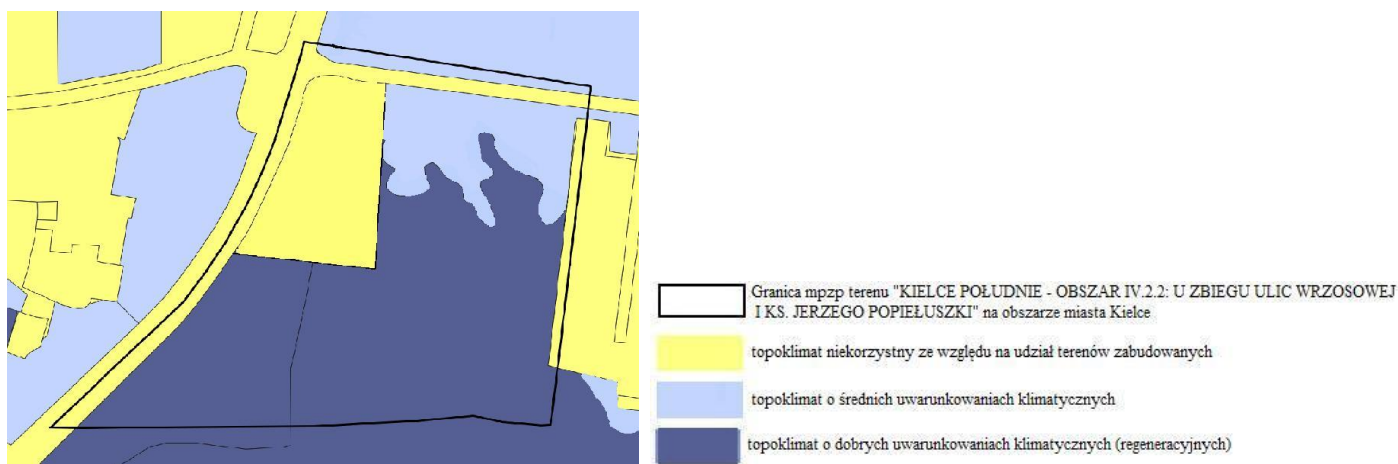 Granica mpzp terenu "KIELCE POŁUDNIE - OBSZAR IV.2.2: U ZBIEGU ULIC WRZOSOWEJ
I KS. JERZEGO POPIEŁUSZKI" na obszarze miasta Kielce
topoklimat niekorzystny ze względu na udział terenów zabudowanych
topoklimat o średnich uwarunkowaniach klimatycznych
topoklimat o dobrych uwarunkowaniach klimatycznych (regeneracyjnych)